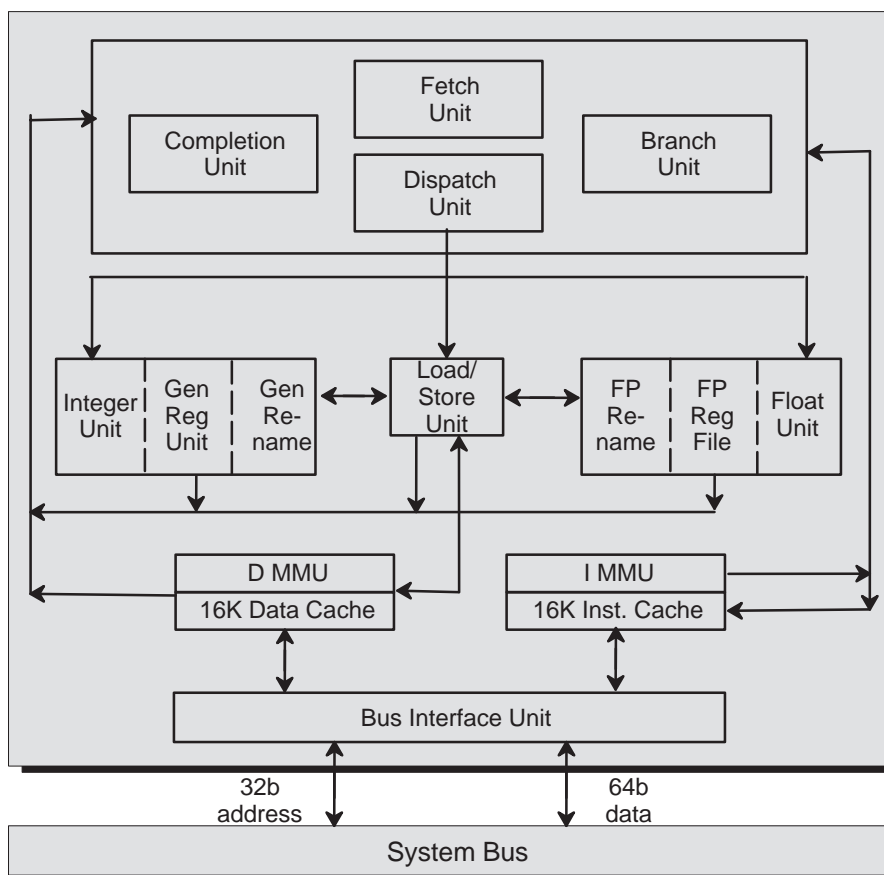 Fetch
Unit
Completion
Unit
Branch
Unit
Dispatch
Unit
Integer
Unit
Gen
Reg
Unit
Gen
Re-
name
Load/
Store
Unit
FP
Re-
name
FP
Reg
File
Float
Unit
D MMU
16K Data Cache
I MMU
16K Inst. Cache
Bus Interface Unit
32b
address
64b
data
System Bus